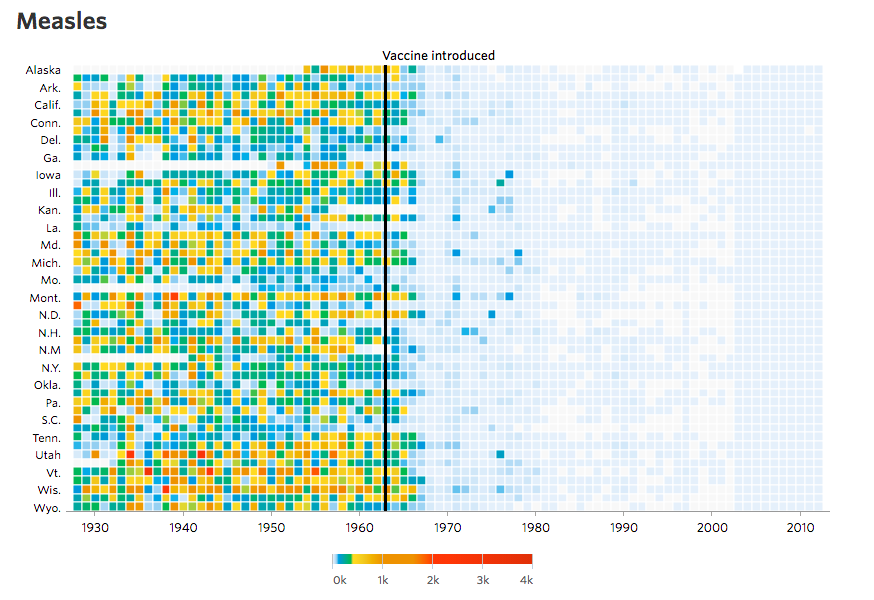 Measles
Vaccine introduced
Alaska
Ark.
Calif.
Conn.
Del.
Ga.
Iowa
Ill.
Kan.
La.
Md.
Mich.
Mo.
Mont.
N.D.
N.H.
N.M
N.Y.
Okla.
Pa.
S.C.
Tenn.
Utah
Vt.
Wis.
Wyo.
1930 1940 1950 1960 1970 1980 1990 2000 2010
0k 1k 2k 3k 4k